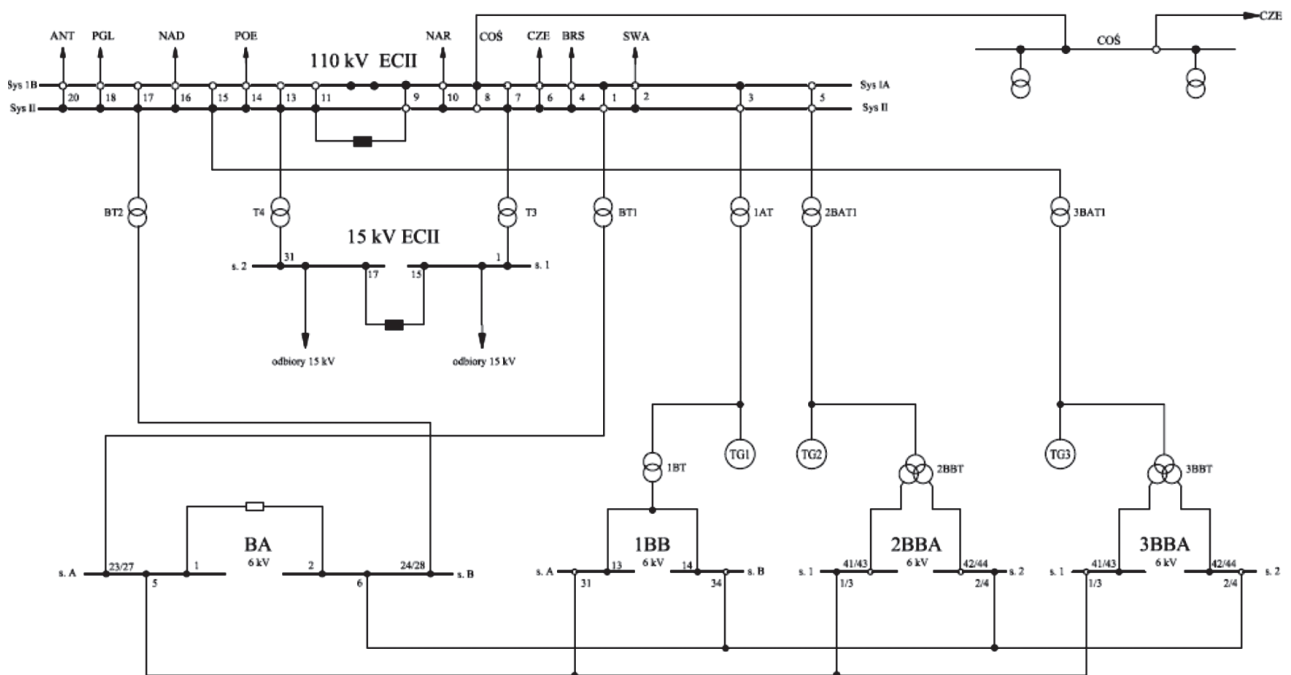 CZE
COŚ
ANT PGL NAD POE NAR COŚ CZE BRS SWA
110 kV ECII
Sys 1B
Sys IA
20 18 17 16 15 14 13 11 9 10 8 7 6 4 1 2 3 5
Sys II
Sys II
BT2 T4 T3 BT1 1AT 2BAT1 3BAT1
15 kV ECII
31 1
s. 2 17 15 s. 1
odbiory 15 kV odbiory 15 kV
TG1 TG2 TG3
1BT 2BBT 3BBT
BA 1BB 2BBA 3BBA
6 kV 6 kV 6 kV 6 kV
s. A 23/27 1 2 24/28 s. B
5 6
s. A 13 14 s. B
31 34
s. 1 41/43 42/44 s. 2
1/3 2/4
s. 1 41/43 42/44 s. 2
1/3 2/4